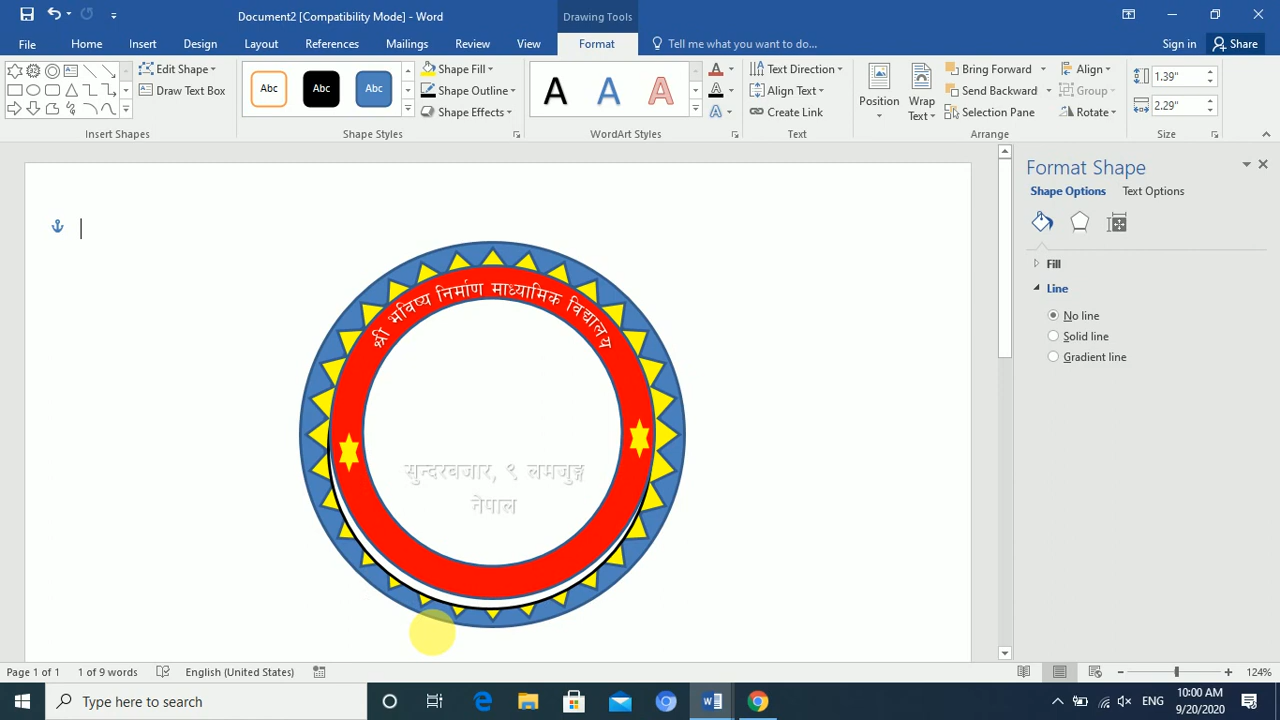 Document2 [Compatibility Mode] - Word
Drawing Tools
File Home Insert Design Layout References Mailings Review View Format Tell me what you want to do... Sign in Share
Edit Shape
Draw Text Box
Insert Shapes
Abc Abc Abc
Shape Fill
Shape Outline
Shape Effects
Shape Styles
A A A
WordArt Styles
Text Direction
Align Text
Create Link
Text
Position
Wrap Text
Bring Forward
Send Backward
Selection Pane
Align
Group
Rotate
Arrange
1.39"
2.29"
Size
श्री भविष्य निर्माण माध्यामिक विद्यालय
सुन्दरबजार, ९ लमजुङ्ग
नेपाल
Format Shape
Shape Options Text Options
Fill
Line
No line
Solid line
Gradient line
Page 1 of 1 1 of 9 words English (United States) 124%
Type here to search
ENG
10:00 AM
9/20/2020